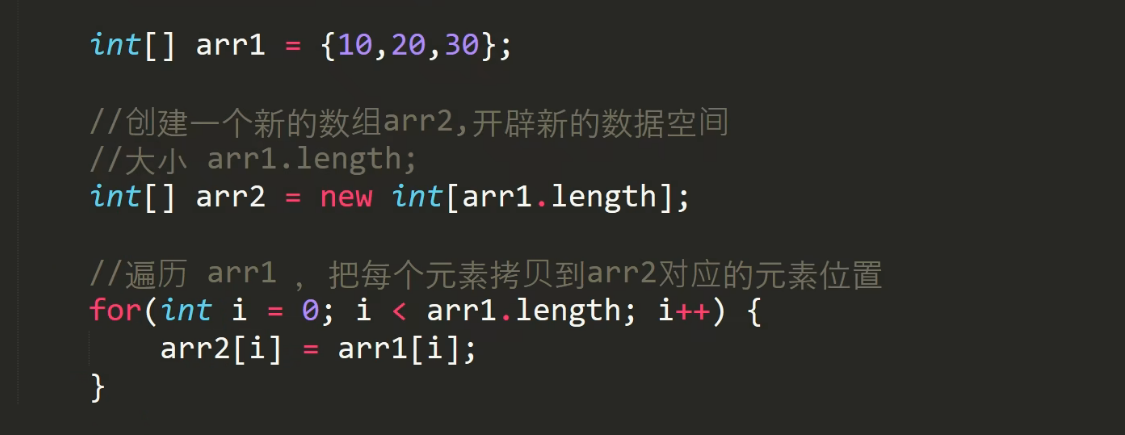 int[] arr1 = {10,20,30};
//创建一个新的数组arr2,开辟新的数据空间
//大小 arr1.length;
int[] arr2 = new int[arr1.length];
//遍历 arr1 ，把每个元素拷贝到arr2对应的元素位置
for(int i = 0; i < arr1.length; i++) {
    arr2[i] = arr1[i];
}